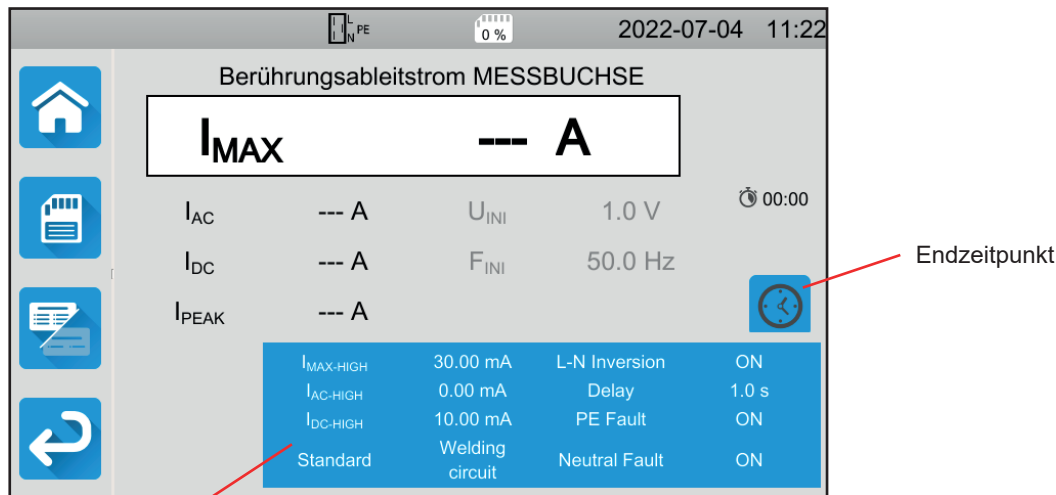 L N PE 0 % 2022-07-04 11:22
Berührungsableitstrom MESSBUCHSE
IMAX --- A
IAC --- A UINI 1.0 V 00:00
IDC --- A FINI 50.0 Hz
Endzeitpunkt
IPEAK --- A
IMAX-HIGH 30.00 mA L-N Inversion ON
IAC-HIGH 0.00 mA Delay 1.0 s
IDC-HIGH 10.00 mA PE Fault ON
Standard Welding circuit Neutral Fault ON